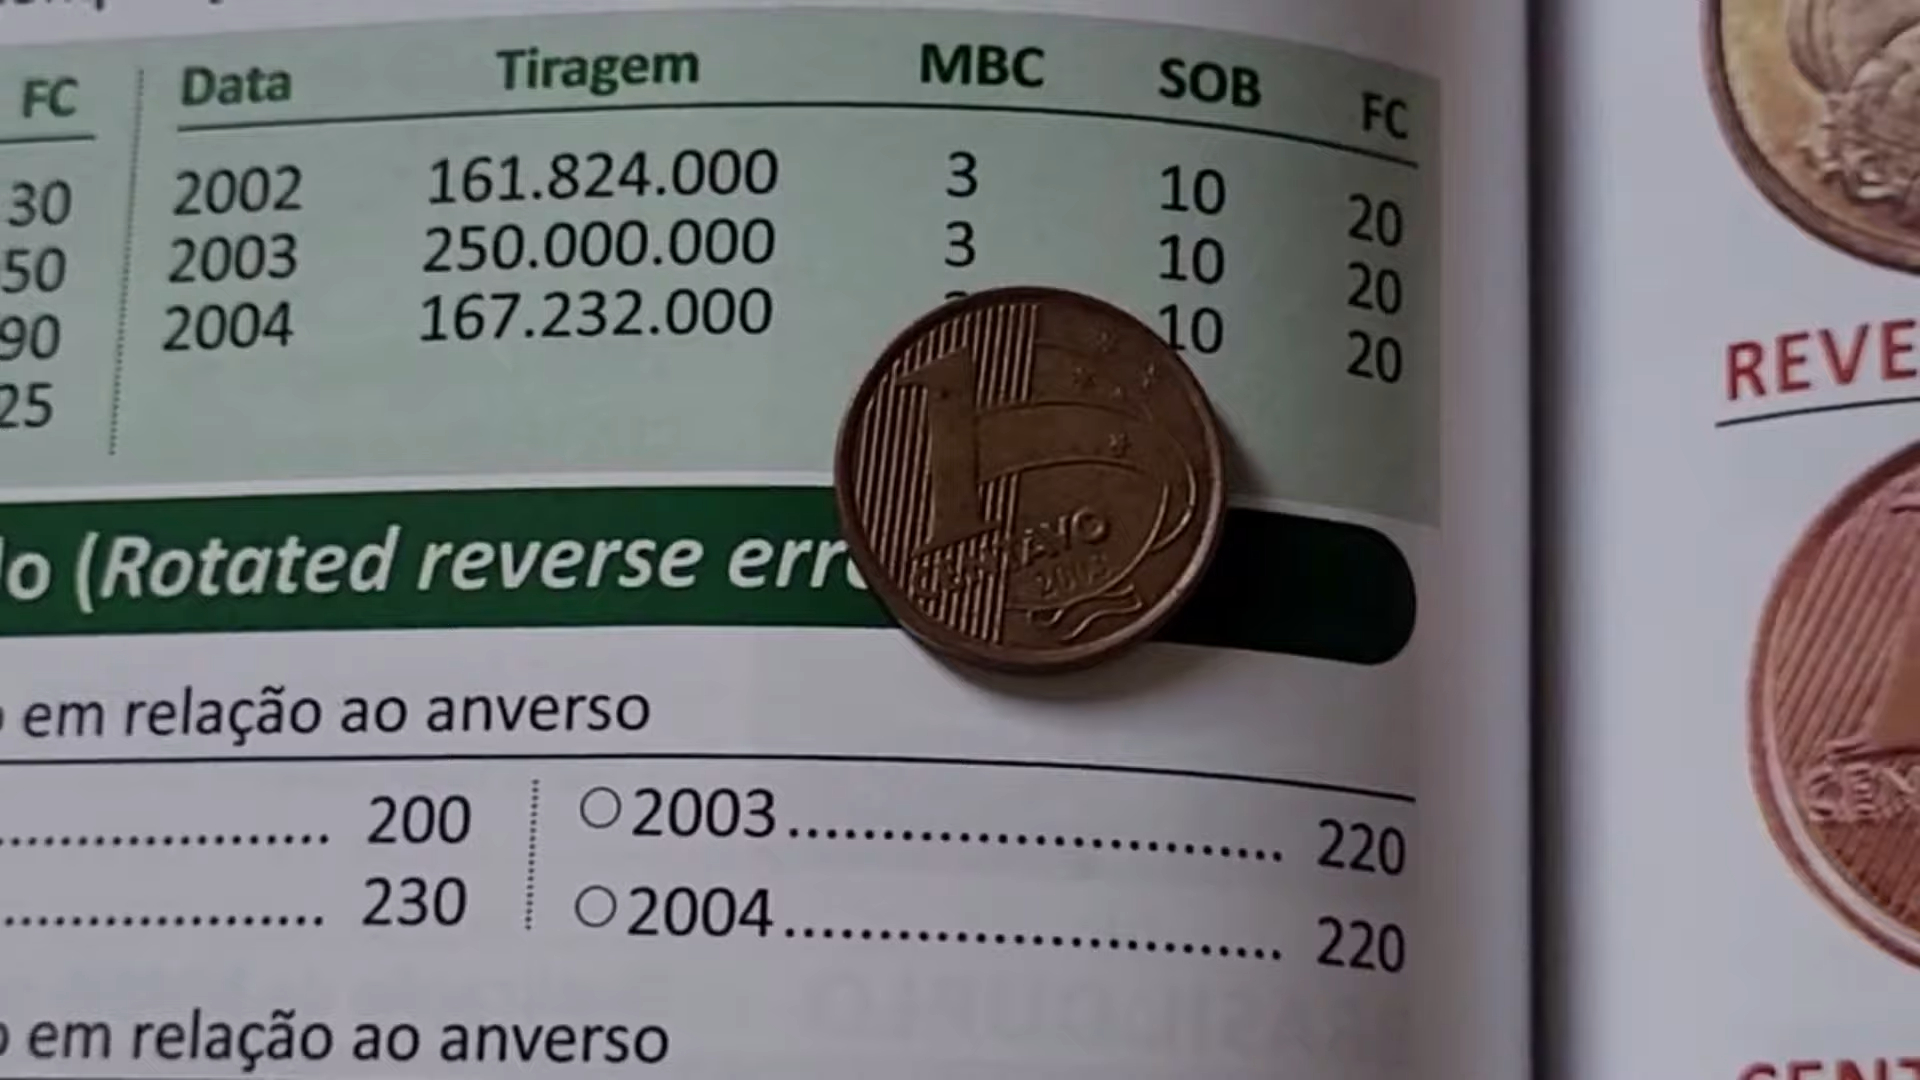 FC Data Tiragem MBC SOB FC
30 2002 161.824.000 3 10 20
50 2003 250.000.000 3 10 20
90 2004 167.232.000 10 20
25
(Rotated reverse
em relação ao anverso
200 ○ 2003 220
230 ○ 2004 220
em relação ao anverso
1
CENTAVO
REVE
CEN